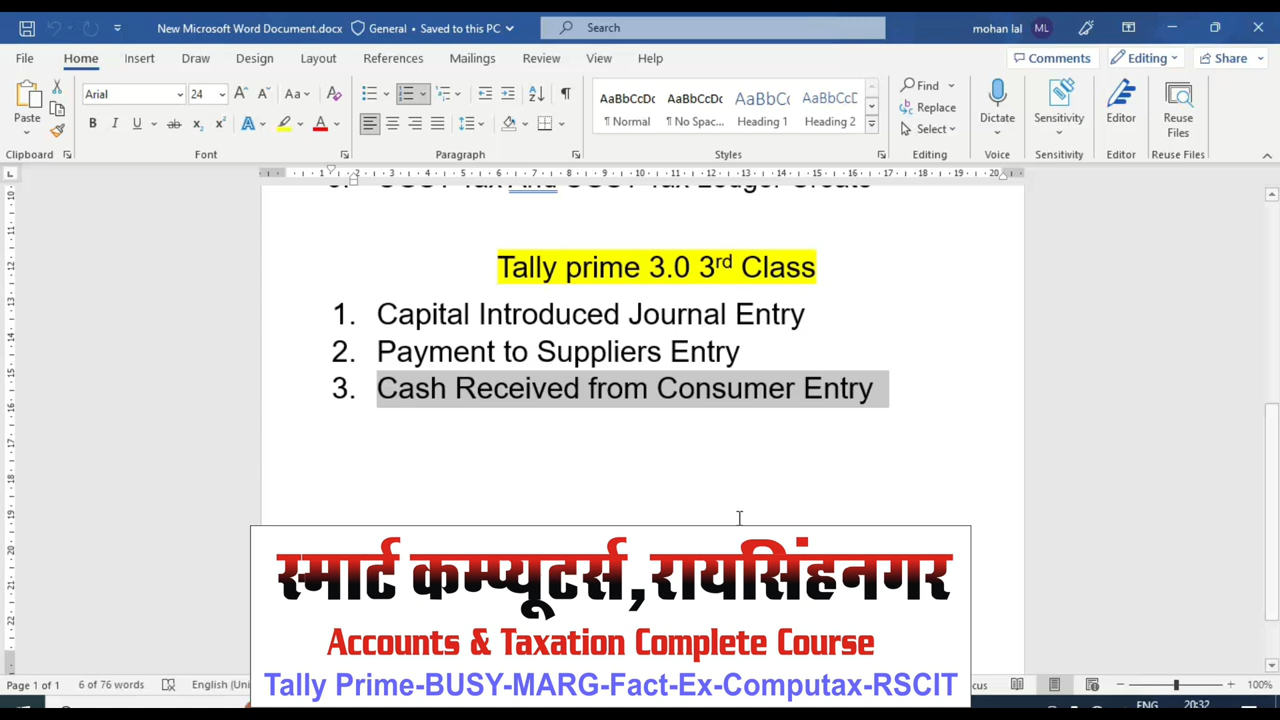 New Microsoft Word Document.docx General • Saved to this PC Search mohan lal ML
File Home Insert Draw Design Layout References Mailings Review View Help Comments Editing Share
Paste Arial 24 Aa AaBbCcDc AaBbCcDc AaBbCcD AaBbCcDd Find Replace Select Dictate Sensitivity Editor Reuse Files
Normal No Spac... Heading 1 Heading 2
Clipboard Font Paragraph Styles Editing Voice Sensitivity Editor Reuse Files
Tally prime 3.0 3rd Class
1. Capital Introduced Journal Entry
2. Payment to Suppliers Entry
3. Cash Received from Consumer Entry
स्मार्ट कम्प्यूटर्स,रायसिंहनगर
Accounts & Taxation Complete Course
Tally Prime-BUSY-MARG-Fact-Ex-Computax-RSCIT
Page 1 of 1 6 of 76 words English 100%
ENG 20:32